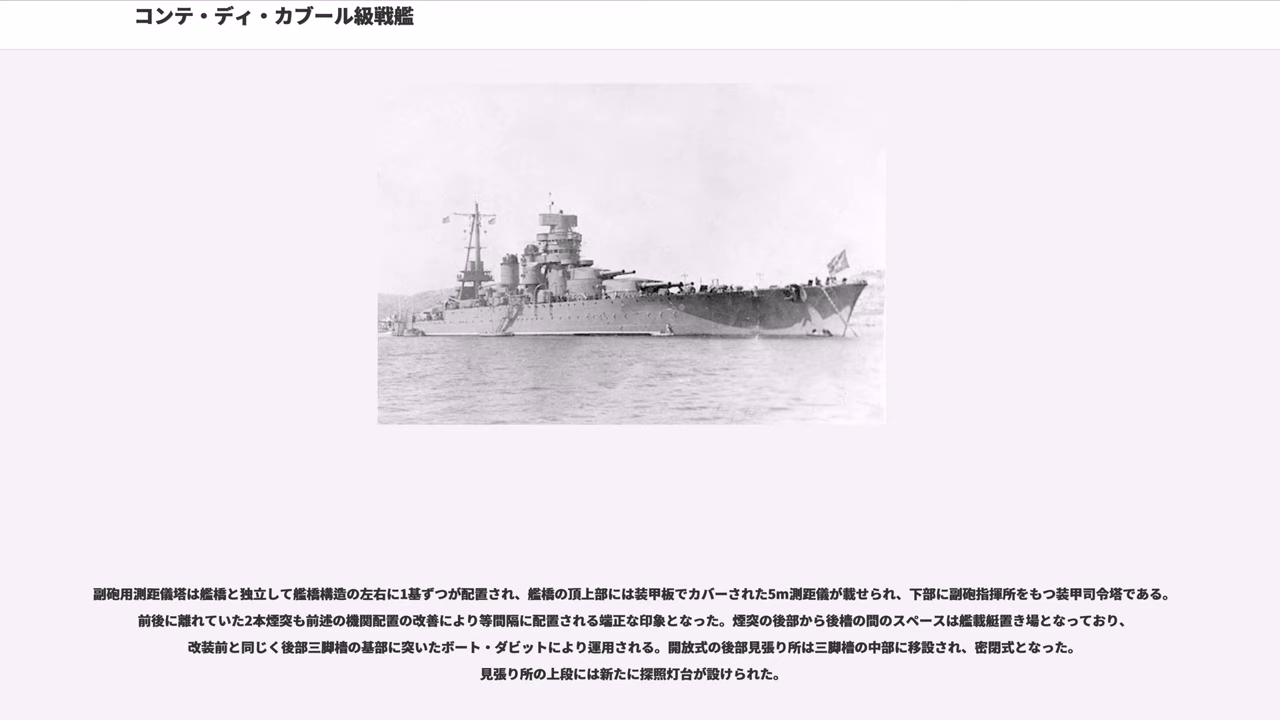 コンテ・ディ・カブール級戦艦
副砲用測距儀塔は艦橋と独立して艦橋構造の左右に1基ずつが配置され、艦橋の頂上部には装甲板でカバーされた5m測距儀が載せられ、下部に副砲指揮所をもつ装甲司令塔である。
前後に離れていた2本煙突も前述の機関配置の改善により等間隔に配置される端正な印象となった。煙突の後部から後檣の間のスペースは艦載艇置き場となっており、
改装前と同じく後部三脚檣の基部に突いたボート・ダビットにより運用される。開放式の後部見張り所は三脚檣の中部に移設され、密閉式となった。
見張り所の上段には新たに探照灯台が設けられた。